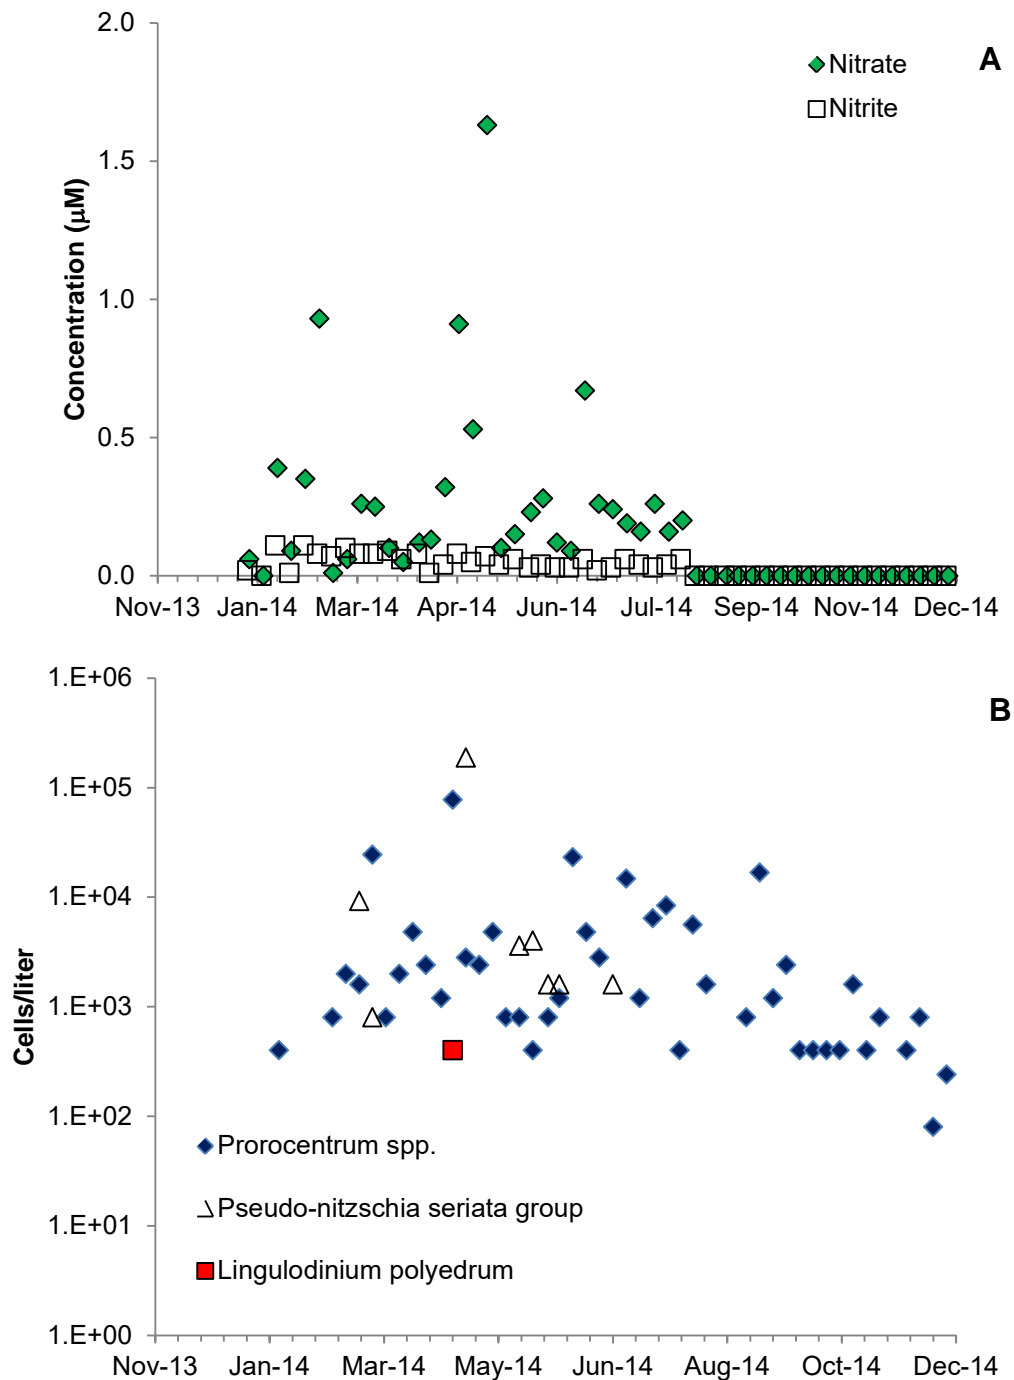 2.0
Nitrate
A
Nitrite
1.5
1.0
0.5
0.0
Concentration (μM)
Nov-13 Jan-14 Mar-14 Apr-14 Jun-14 Jul-14 Sep-14 Nov-14 Dec-14
1.E+06
B
1.E+05
1.E+04
1.E+03
1.E+02
1.E+01
1.E+00
Cells/liter
Prorocentrum spp.
Pseudo-nitzschia seriata group
Lingulodinium polyedrum
Nov-13 Jan-14 Mar-14 May-14 Jun-14 Aug-14 Oct-14 Dec-14